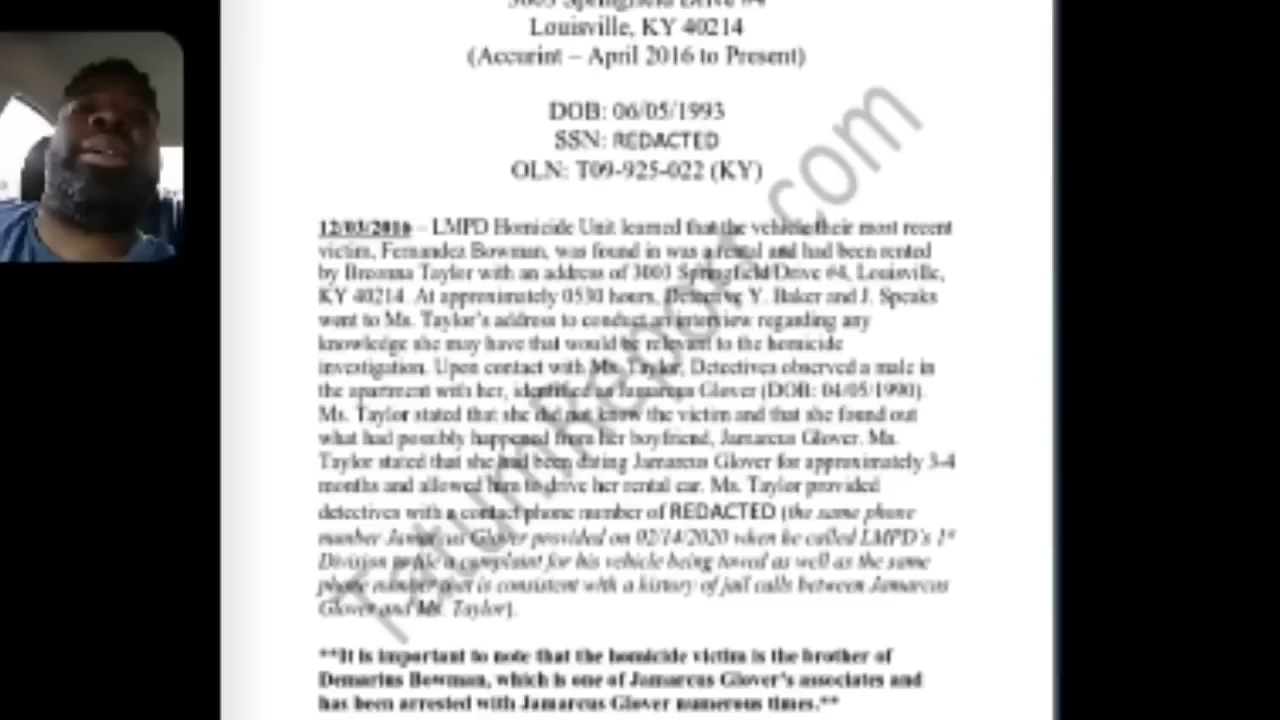 3003 Springfield Drive #4
Louisville, KY 40214
(Accurint – April 2016 to Present)
DOB: 06/05/1993
SSN: REDACTED
OLN: T09-925-022 (KY)
12/03/2016 – LMPD Homicide Unit learned that the vehicle their most recent
victim, Fernandez Bowman, was found in was a rental and had been rented
by Breonna Taylor with an address of 3003 Springfield Drive #4, Louisville,
KY 40214. At approximately 0530 hours, Detective Y. Baker and J. Speaks
went to Ms. Taylor's address to conduct an interview regarding any
knowledge she may have that would be relevant to the homicide
investigation. Upon contact with Ms. Taylor, Detectives observed a male in
the apartment with her, identified as Jamarcus Glover (DOB: 04/05/1990).
Ms. Taylor stated that she did not know the victim and that she found out
what had possibly happened from her boyfriend, Jamarcus Glover. Ms.
Taylor stated that she had been dating Jamarcus Glover for approximately 3-4
months and allowed him to drive her rental car. Ms. Taylor provided
detectives with a contact phone number of REDACTED (the same phone
number Jamarcus Glover provided on 02/14/2020 when he called LMPD's 1st
Division to file a complaint for his vehicle being towed as well as the same
phone number that is consistent with a history of jail calls between Jamarcus
Glover and Ms. Taylor).
**It is important to note that the homicide victim is the brother of
Demarius Bowman, which is one of Jamarcus Glover's associates and
has been arrested with Jamarcus Glover numerous times.**
TatumReport.com